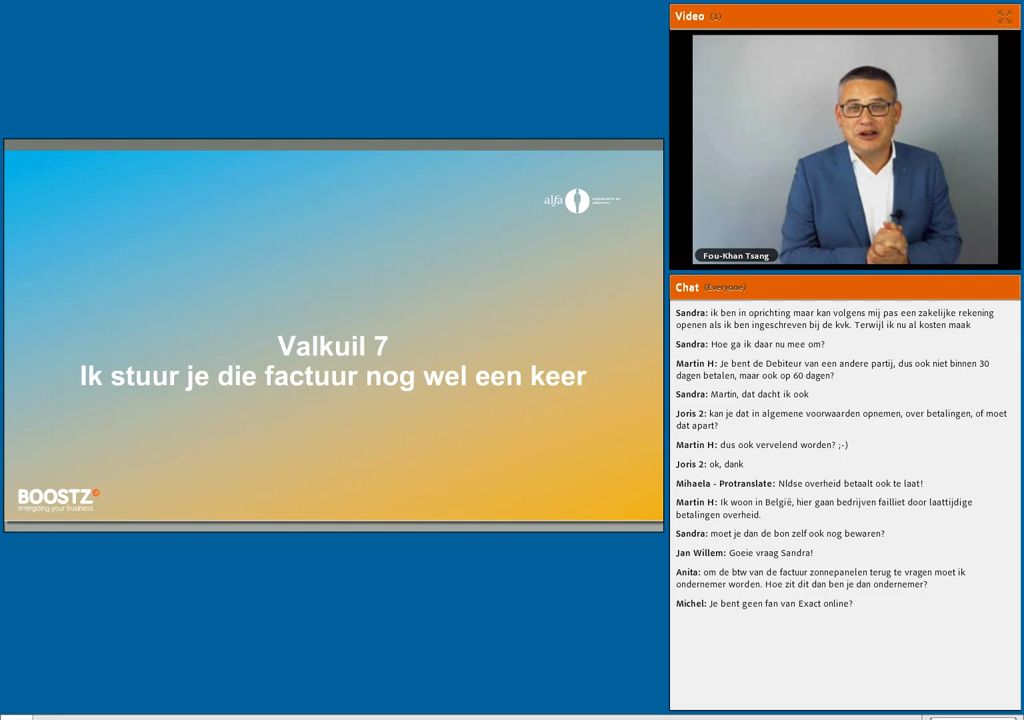 Video (1)
Fou-Khan Tsang
alfa
Valkuil 7
Ik stuur je die factuur nog wel een keer
BOOSTZ
energizing your business
Chat (Everyone)
Sandra: ik ben in oprichting maar kan volgens mij pas een zakelijke rekening
openen als ik ben ingeschreven bij de kvk. Terwijl ik nu al kosten maak
Sandra: Hoe ga ik daar nu mee om?
Martin H: Je bent de Debiteur van een andere partij, dus ook niet binnen 30
dagen betalen, maar ook op 60 dagen?
Sandra: Martin, dat dacht ik ook
Joris 2: kan je dat in algemene voorwaarden opnemen, over betalingen, of moet
dat apart?
Martin H: dus ook vervelend worden? ;-)
Joris 2: ok, dank
Mihaela - Protranslate: Nldse overheid betaalt ook te laat!
Martin H: Ik woon in België, hier gaan bedrijven failliet door laattijdige
betalingen overheid.
Sandra: moet je dan de bon zelf ook nog bewaren?
Jan Willem: Goeie vraag Sandra!
Anita: om de btw van de factuur zonnepanelen terug te vragen moet ik
ondernemer worden. Hoe zit dit dan ben je dan ondernemer?
Michel: Je bent geen fan van Exact online?